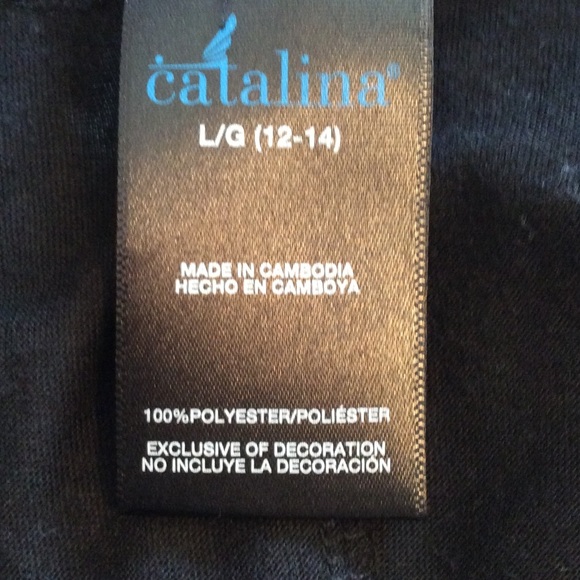 catalina®
L/G (12-14)
MADE IN CAMBODIA
HECHO EN CAMBOYA
100%POLYESTER/POLIÉSTER
EXCLUSIVE OF DECORATION
NO INCLUYE LA DECORACIÓN